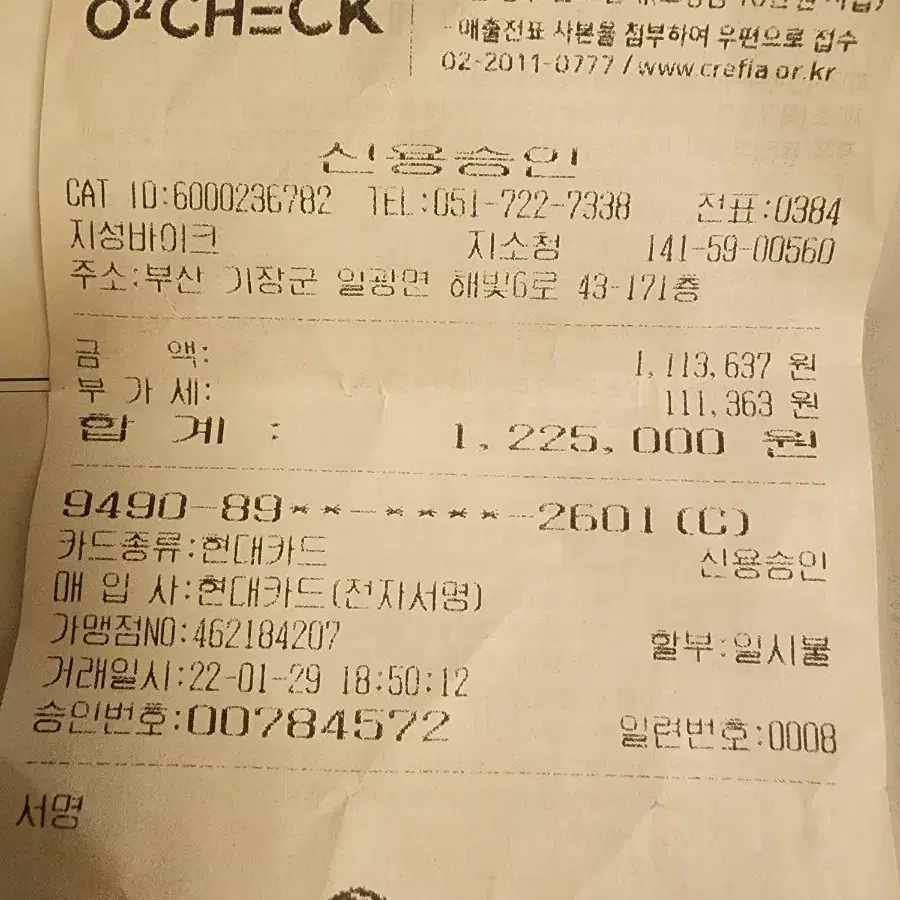 O²CHECK
- 매출전표 사본을 첨부하여 우편으로 접수
02-2011-0777 / www.crefia.or.kr
신용승인
CAT ID:6000236782 TEL:051-722-7338 전표:0384
지성바이크 지소청 141-59-00560
주소:부산 기장군 일광면 해빛6로 43-171층
금 액: 1,113,637 원
부 가 세: 111,363 원
합 계 : 1,225,000 원
9490-89**-****-2601(C)
카드종류:현대카드 신용승인
매 입 사:현대카드(전자서명)
가맹점NO:462184207 할부:일시불
거래일시:22-01-29 18:50:12
승인번호:00784572 일련번호:0008
서명